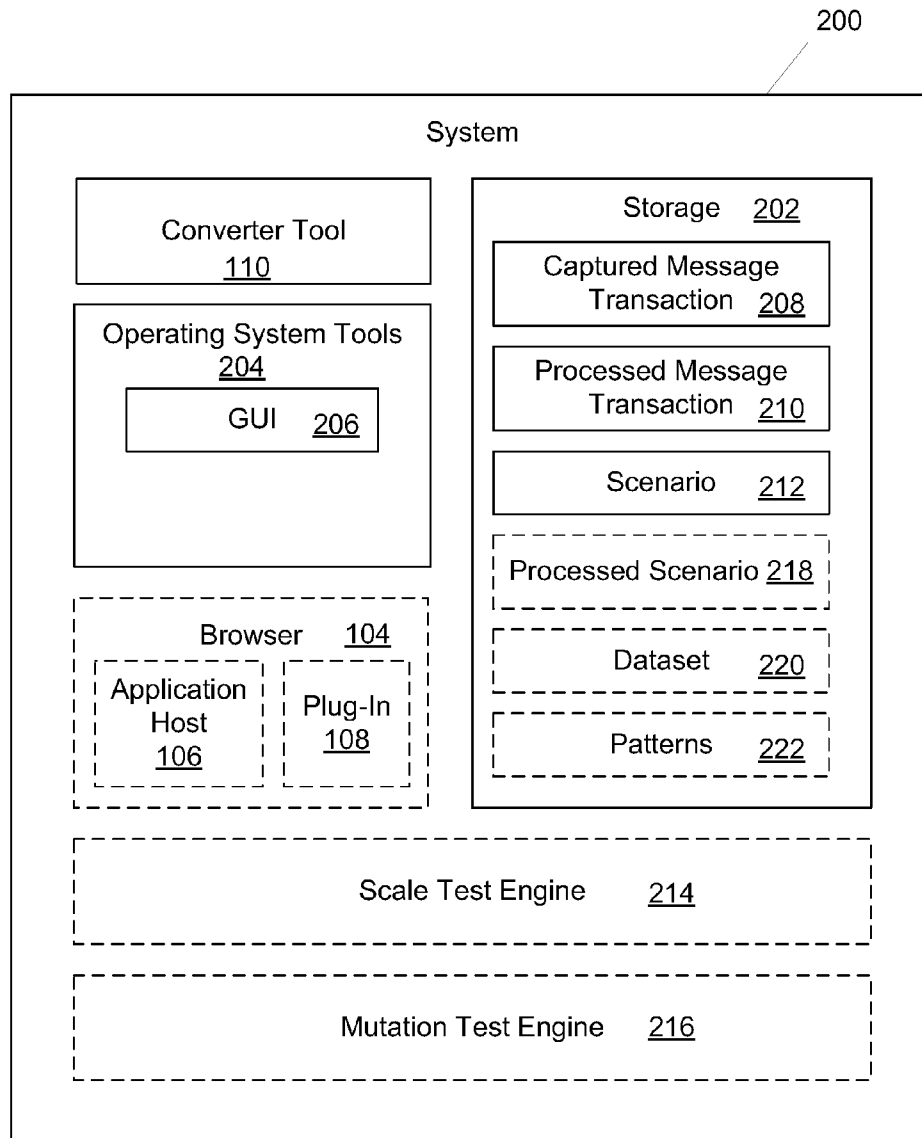 200
System
Converter Tool
110
Operating System Tools
204
GUI 206
Browser 104
Application
Host
106
Plug-In
108
Storage 202
Captured Message
Transaction 208
Processed Message
Transaction 210
Scenario 212
Processed Scenario 218
Dataset 220
Patterns 222
Scale Test Engine 214
Mutation Test Engine 216